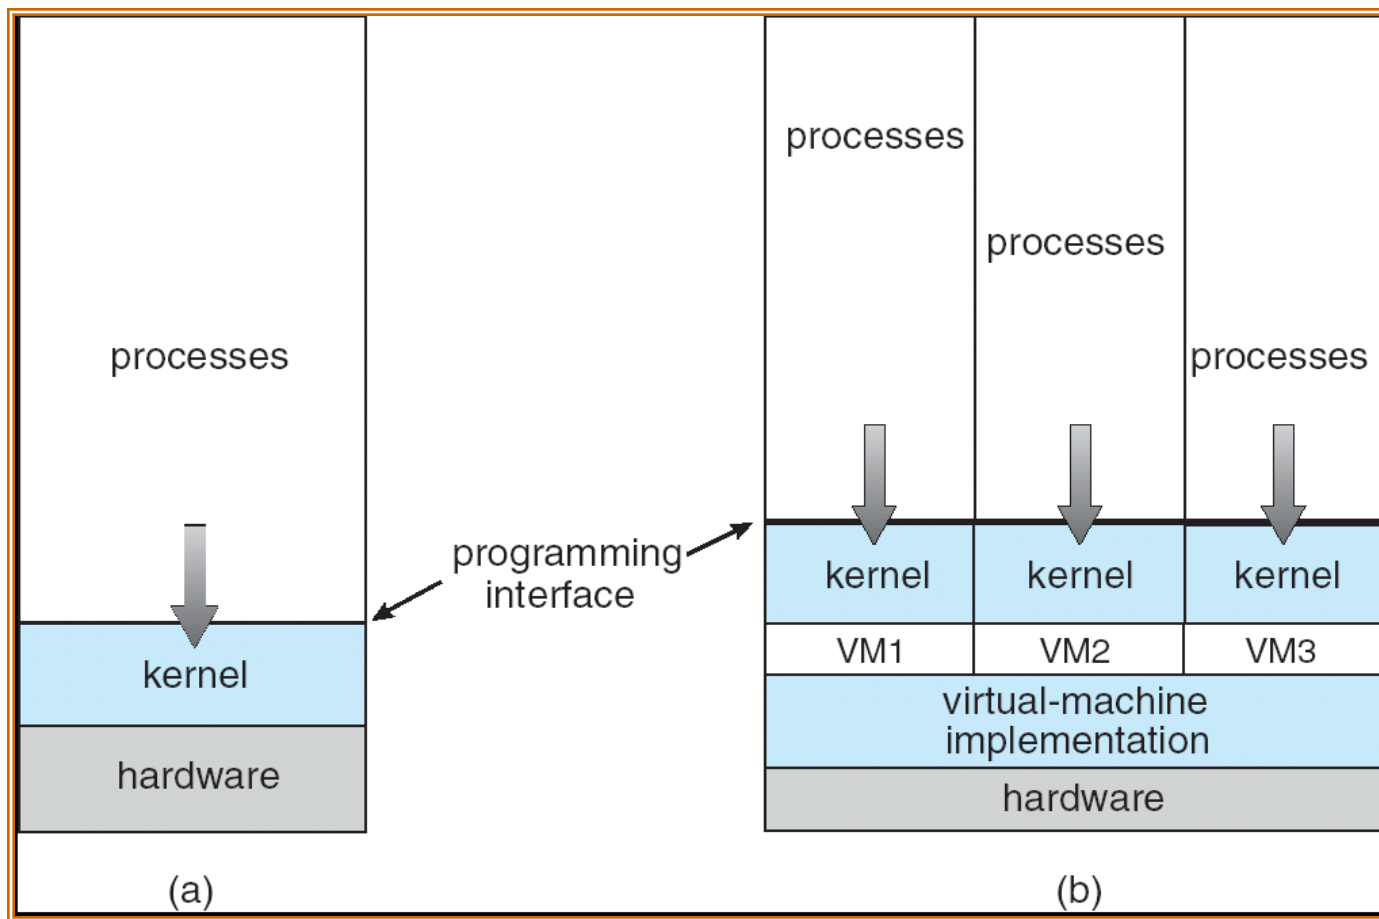 processes
programming
interface
kernel
hardware
(a)
processes
processes
processes
kernel
kernel
kernel
VM1
VM2
VM3
virtual-machine
implementation
hardware
(b)